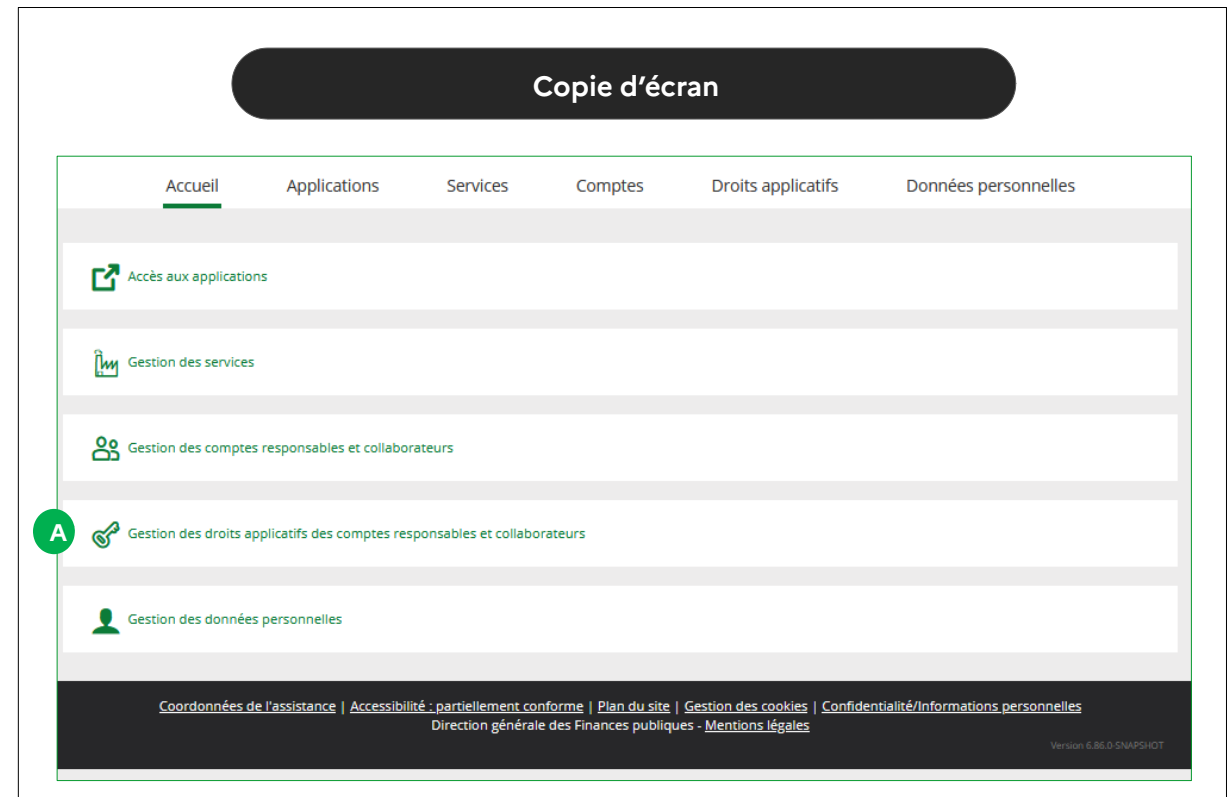 Copie d'écran
Accueil Applications Services Comptes Droits applicatifs Données personnelles
Accès aux applications
Gestion des services
Gestion des comptes responsables et collaborateurs
A Gestion des droits applicatifs des comptes responsables et collaborateurs
Gestion des données personnelles
Coordonnées de l'assistance | Accessibilité : partiellement conforme | Plan du site | Gestion des cookies | Confidentialité/Informations personnelles
Direction générale des Finances publiques - Mentions légales
Version 6.86.0-SNAPSHOT